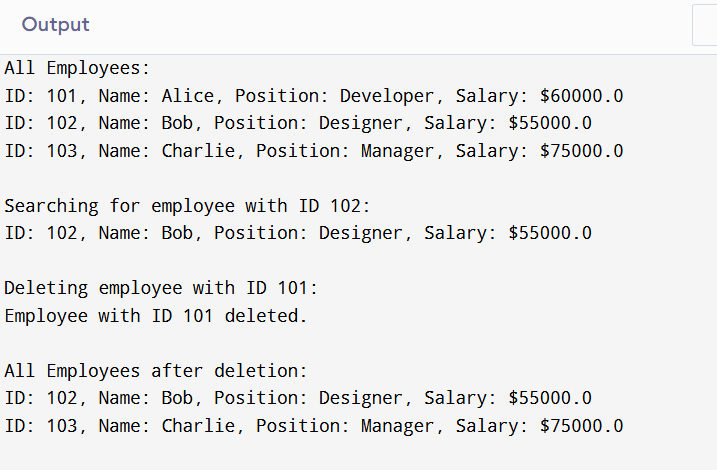 Output
All Employees:
ID: 101, Name: Alice, Position: Developer, Salary: $60000.0
ID: 102, Name: Bob, Position: Designer, Salary: $55000.0
ID: 103, Name: Charlie, Position: Manager, Salary: $75000.0
Searching for employee with ID 102:
ID: 102, Name: Bob, Position: Designer, Salary: $55000.0
Deleting employee with ID 101:
Employee with ID 101 deleted.
All Employees after deletion:
ID: 102, Name: Bob, Position: Designer, Salary: $55000.0
ID: 103, Name: Charlie, Position: Manager, Salary: $75000.0